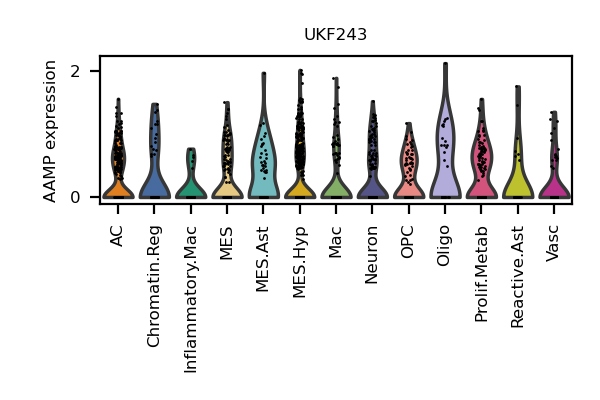 UKF243
AAMP expression
2
0
AC
Chromatin.Reg
Inflammatory.Mac
MES
MES.Ast
MES.Hyp
Mac
Neuron
OPC
Oligo
Prolif.Metab
Reactive.Ast
Vasc